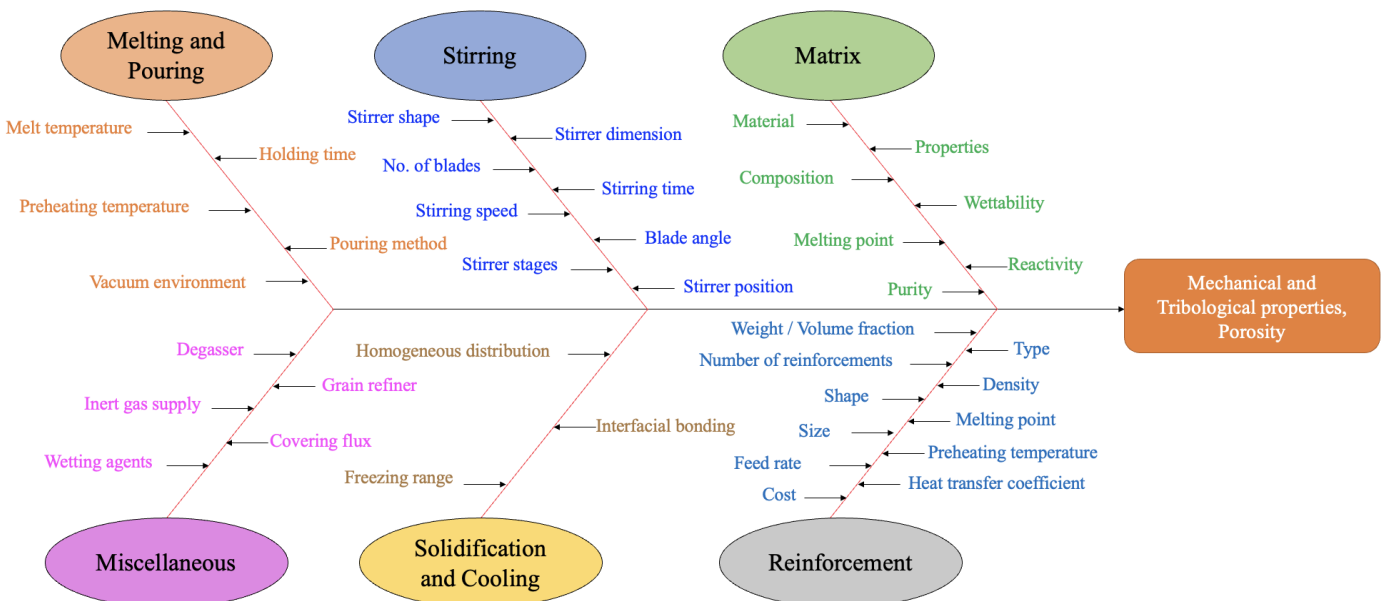 Melting and
Pouring
Stirring
Matrix
Melt temperature
Holding time
Preheating temperature
Pouring method
Vacuum environment
Stirrer shape
Stirrer dimension
No. of blades
Stirring time
Stirring speed
Blade angle
Stirrer stages
Stirrer position
Material
Properties
Composition
Wettability
Melting point
Reactivity
Purity
Mechanical and
Tribological properties,
Porosity
Degasser
Grain refiner
Inert gas supply
Covering flux
Wetting agents
Homogeneous distribution
Interfacial bonding
Freezing range
Weight / Volume fraction
Type
Number of reinforcements
Density
Shape
Melting point
Size
Preheating temperature
Feed rate
Heat transfer coefficient
Cost
Miscellaneous
Solidification
and Cooling
Reinforcement